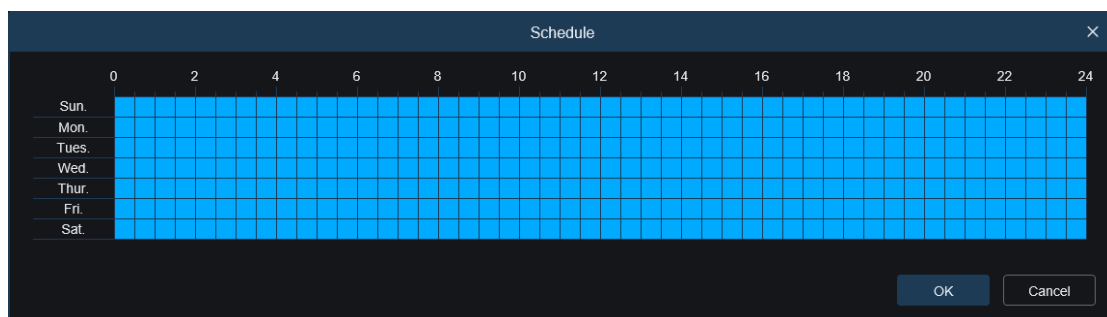 Schedule
0 2 4 6 8 10 12 14 16 18 20 22 24
Sun.
Mon.
Tues.
Wed.
Thur.
Fri.
Sat.
OK Cancel